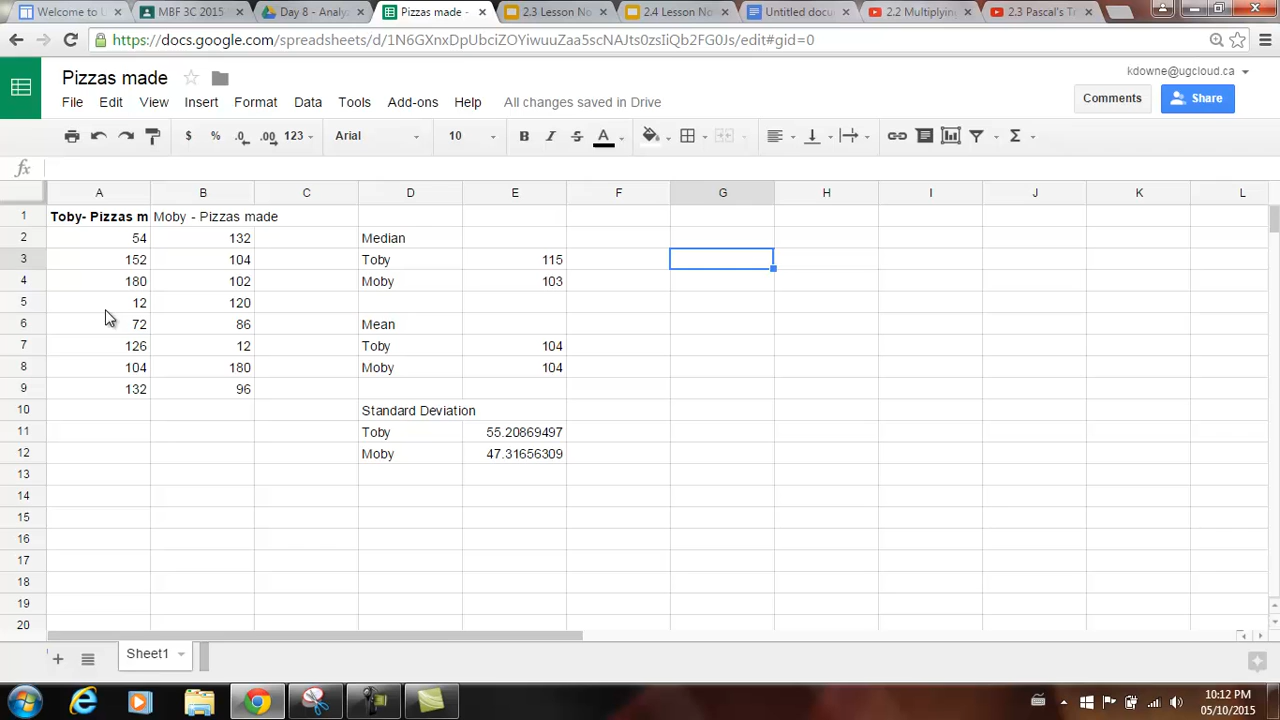 Welcome to L
MBF 3C 2015
Day 8 - Analy
Pizzas made -
2.3 Lesson No
2.4 Lesson No
Untitled docu
2.2 Multiplyin
2.3 Pascal's T
https://docs.google.com/spreadsheets/d/1N6GXnxDpUbciZOYiwuuZaa5scNAJts0zsIiQb2FG0Js/edit#gid=0
Pizzas made
kdowne@ugcloud.ca
File Edit View Insert Format Data Tools Add-ons Help All changes saved in Drive
Comments Share
$ % .0 .00 123 Arial 10 B I S A Σ
fx
A B C D E F G H I J K L
1 Toby- Pizzas m Moby - Pizzas made
2 54 132 Median
3 152 104 Toby 115
4 180 102 Moby 103
5 12 120
6 72 86 Mean
7 126 12 Toby 104
8 104 180 Moby 104
9 132 96
10 Standard Deviation
11 Toby 55.20869497
12 Moby 47.31656309
13
14
15
16
17
18
19
20
+ Sheet1
10:12 PM
05/10/2015